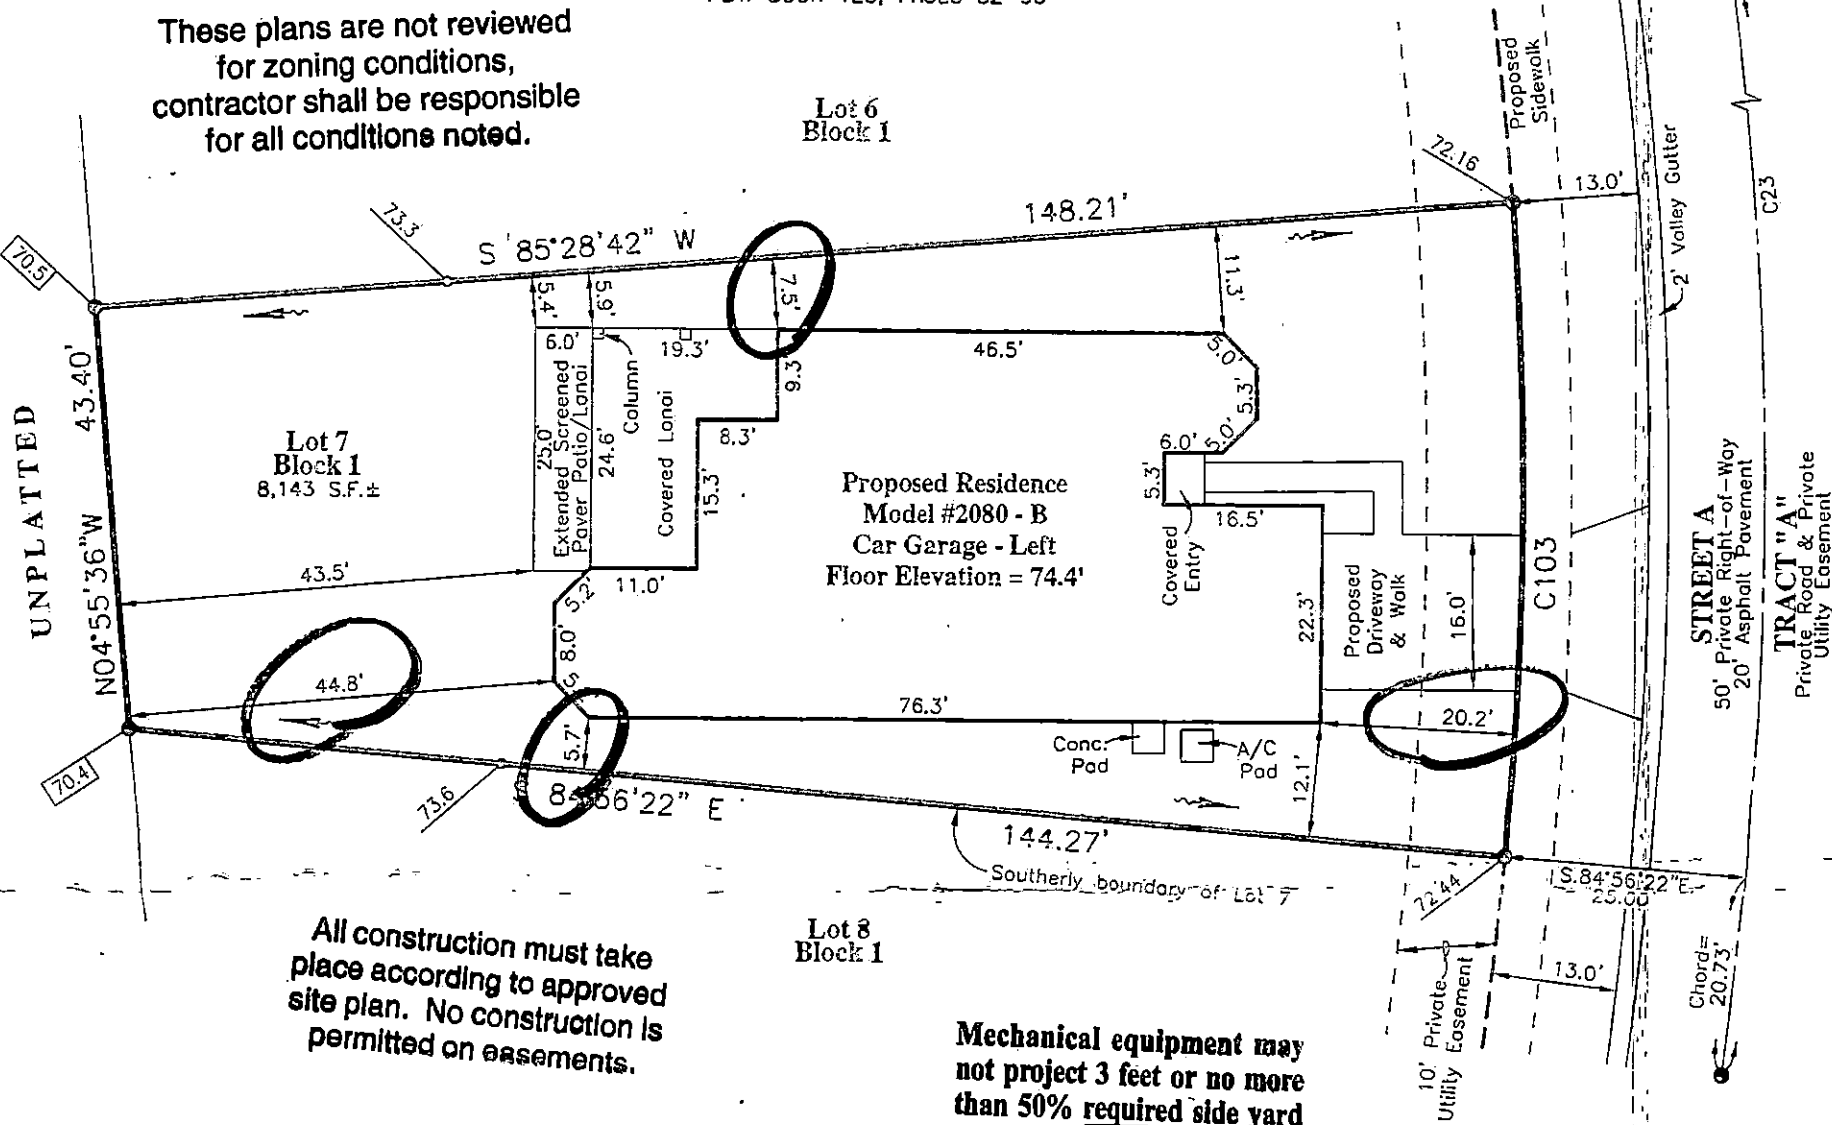 These plans are not reviewed
for zoning conditions,
contractor shall be responsible
for all conditions noted.
Lot 6
Block 1
Proposed
Sidewalk
72.16
13.0'
2' Valley Gutter
C23
73.3
S 85°28'42" W
148.21'
70.5
5.4'
5.9'
7.5'
11.3'
UNPLATTED
43.40'
N04°55'36"W
6.0'
19.3'
46.5'
5.0'
5.3'
5.0'
9.3'
8.3'
Column
Covered Lanai
Extended Screened
Paver Patio/Lanai
25.0'
24.6'
15.3'
Lot 7
Block 1
8,143 S.F.±
Proposed Residence
Model #2080 - B
Car Garage - Left
Floor Elevation = 74.4'
6.0'
5.3'
16.5'
Covered
Entry
22.3'
Proposed
Driveway
& Walk
16.0'
C103
STREET A
50' Private Right-of-Way
20' Asphalt Pavement
TRACT "A"
Private Road & Private
Utility Easement
43.5'
11.0'
5.2'
8.0'
44.8'
5.7'
76.3'
20.2'
Conc.
Pad
A/C
Pad
12.1'
70.4
73.6
56'22" E
144.27'
Southerly boundary of Lot 7
72.44
S.84°56'22"E.
25.00'
Lot 8
Block 1
All construction must take
place according to approved
site plan. No construction is
permitted on easements.
Mechanical equipment may
not project 3 feet or no more
than 50% required side yard
10' Private
Utility Easement
13.0'
Chord=
20.73'